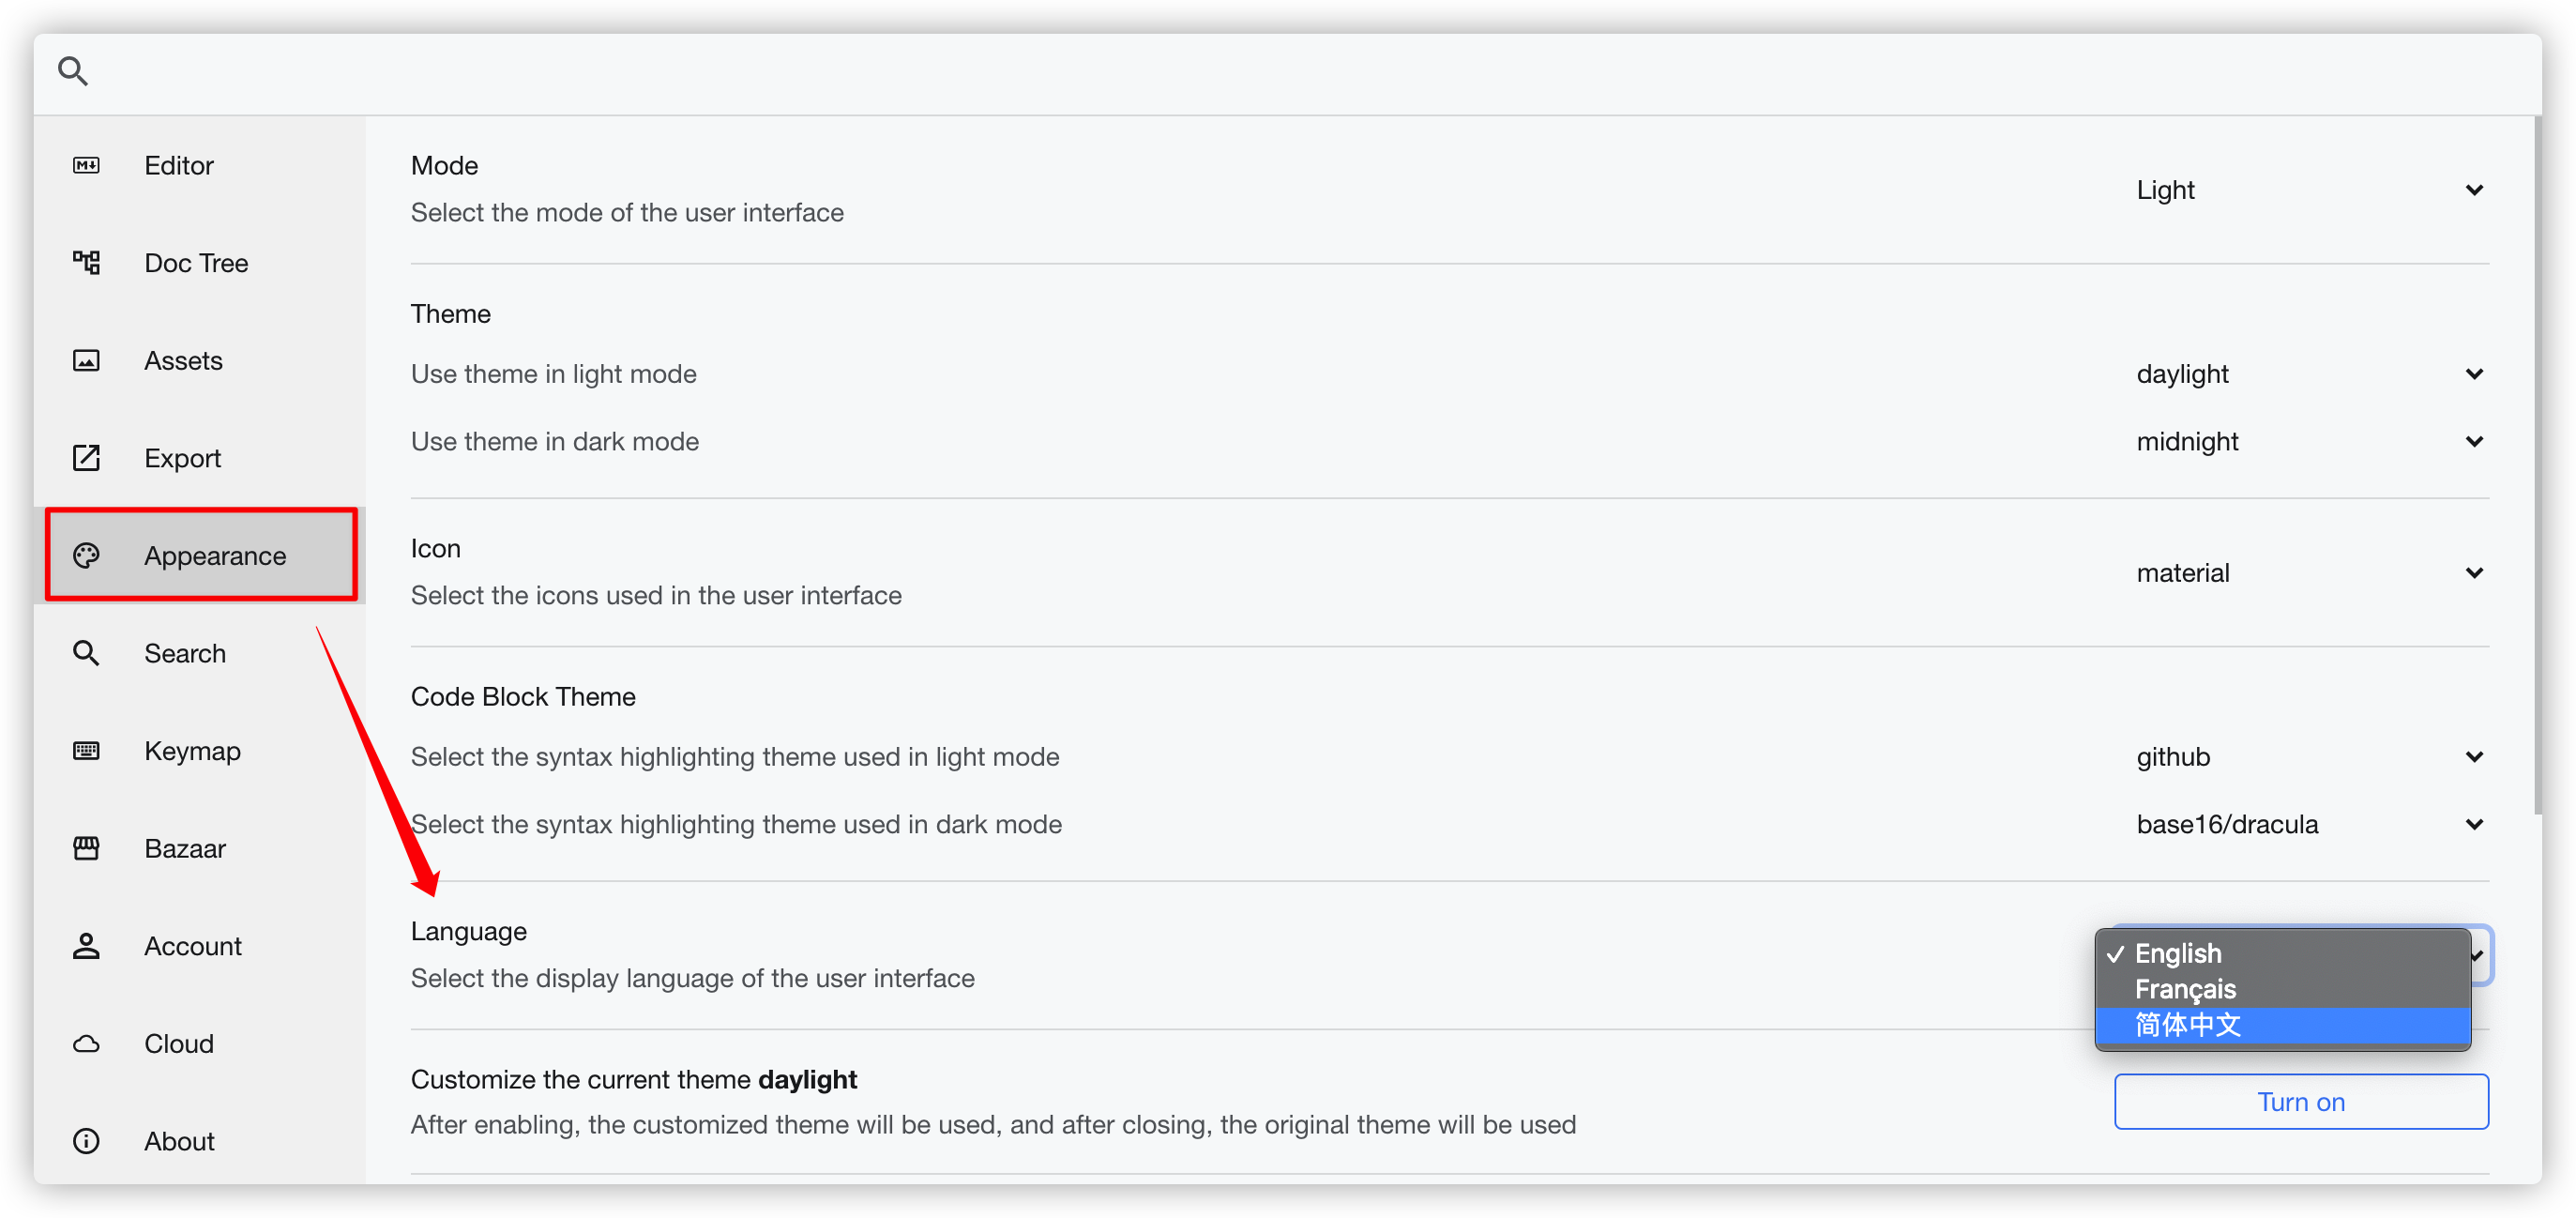 Editor
Doc Tree
Assets
Export
Appearance
Search
Keymap
Bazaar
Account
Cloud
About
Mode
Select the mode of the user interface
Light
Theme
Use theme in light mode
daylight
Use theme in dark mode
midnight
Icon
Select the icons used in the user interface
material
Code Block Theme
Select the syntax highlighting theme used in light mode
github
Select the syntax highlighting theme used in dark mode
base16/dracula
Language
Select the display language of the user interface
English
Français
简体中文
Customize the current theme daylight
After enabling, the customized theme will be used, and after closing, the original theme will be used
Turn on